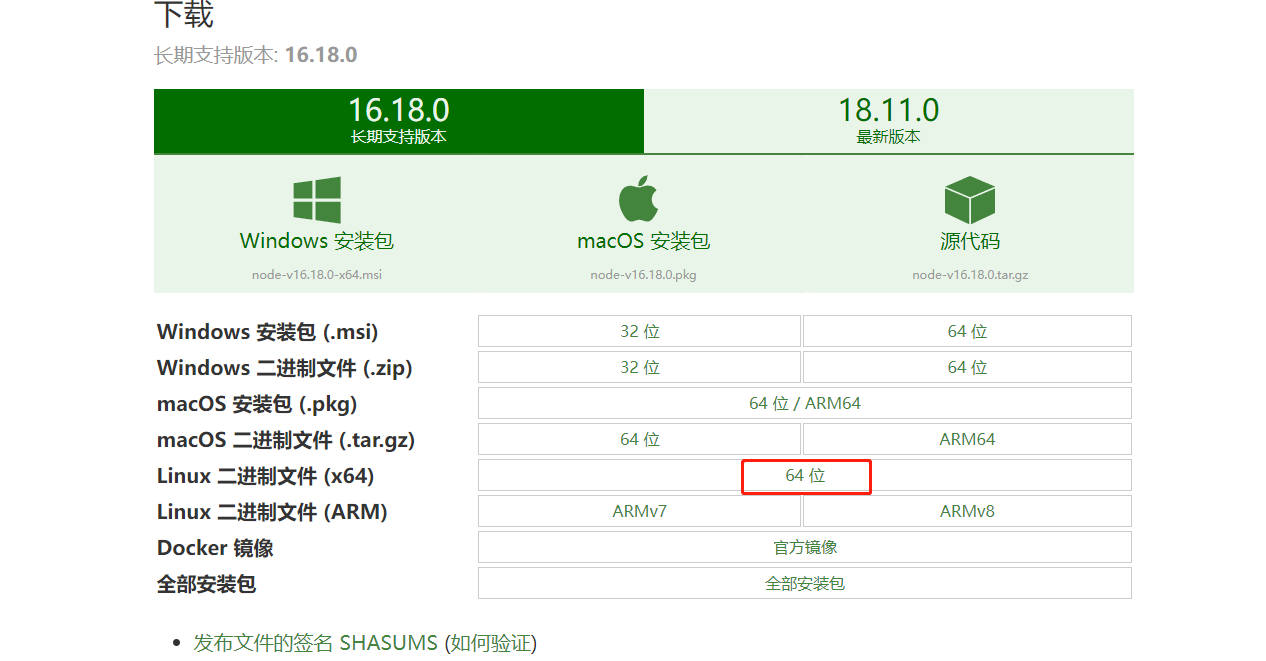 下载
长期支持版本: 16.18.0
16.18.0
长期支持版本
18.11.0
最新版本
Windows 安装包
node-v16.18.0-x64.msi
macOS 安装包
node-v16.18.0.pkg
源代码
node-v16.18.0.tar.gz
Windows 安装包 (.msi) 32 位 64 位
Windows 二进制文件 (.zip) 32 位 64 位
macOS 安装包 (.pkg) 64 位 / ARM64
macOS 二进制文件 (.tar.gz) 64 位 ARM64
Linux 二进制文件 (x64) 64 位
Linux 二进制文件 (ARM) ARMv7 ARMv8
Docker 镜像 官方镜像
全部安装包 全部安装包
• 发布文件的签名 SHASUMS (如何验证)